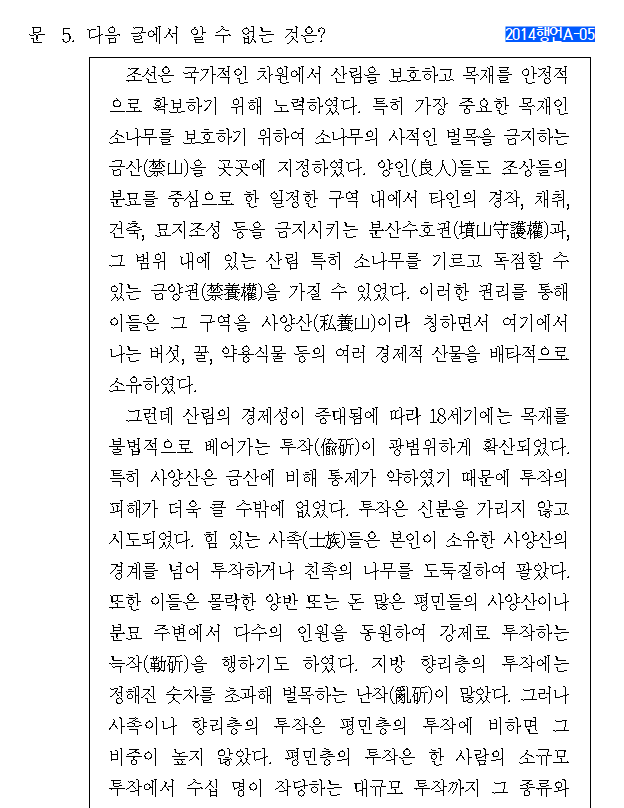 문 5. 다음 글에서 알 수 없는 것은? 2014행언A-05
조선은 국가적인 차원에서 산림을 보호하고 목재를 안정적
으로 확보하기 위해 노력하였다. 특히 가장 중요한 목재인
소나무를 보호하기 위하여 소나무의 사적인 벌목을 금지하는
금산(禁山)을 곳곳에 지정하였다. 양인(良人)들도 조상들의
분묘를 중심으로 한 일정한 구역 내에서 타인의 경작, 채취,
건축, 묘지조성 등을 금지시키는 분산수호권(墳山守護權)과,
그 범위 내에 있는 산림 특히 소나무를 기르고 독점할 수
있는 금양권(禁養權)을 가질 수 있었다. 이러한 권리를 통해
이들은 그 구역을 사양산(私養山)이라 칭하면서 여기에서
나는 버섯, 꿀, 약용식물 등의 여러 경제적 산물을 배타적으로
소유하였다.
그런데 산림의 경제성이 증대됨에 따라 18세기에는 목재를
불법적으로 베어가는 투작(偸斫)이 광범위하게 확산되었다.
특히 사양산은 금산에 비해 통제가 약하였기 때문에 투작의
피해가 더욱 클 수밖에 없었다. 투작은 신분을 가리지 않고
시도되었다. 힘 있는 사족(士族)들은 본인이 소유한 사양산의
경계를 넘어 투작하거나 친족의 나무를 도둑질하여 팔았다.
또한 이들은 몰락한 양반 또는 돈 많은 평민들의 사양산이나
분묘 주변에서 다수의 인원을 동원하여 강제로 투작하는
늑작(勒斫)을 행하기도 하였다. 지방 향리층의 투작에는
정해진 숫자를 초과해 벌목하는 난작(亂斫)이 많았다. 그러나
사족이나 향리층의 투작은 평민층의 투작에 비하면 그
비중이 높지 않았다. 평민층의 투작은 한 사람의 소규모
투작에서 수십 명이 작당하는 대규모 투작까지 그 종류와